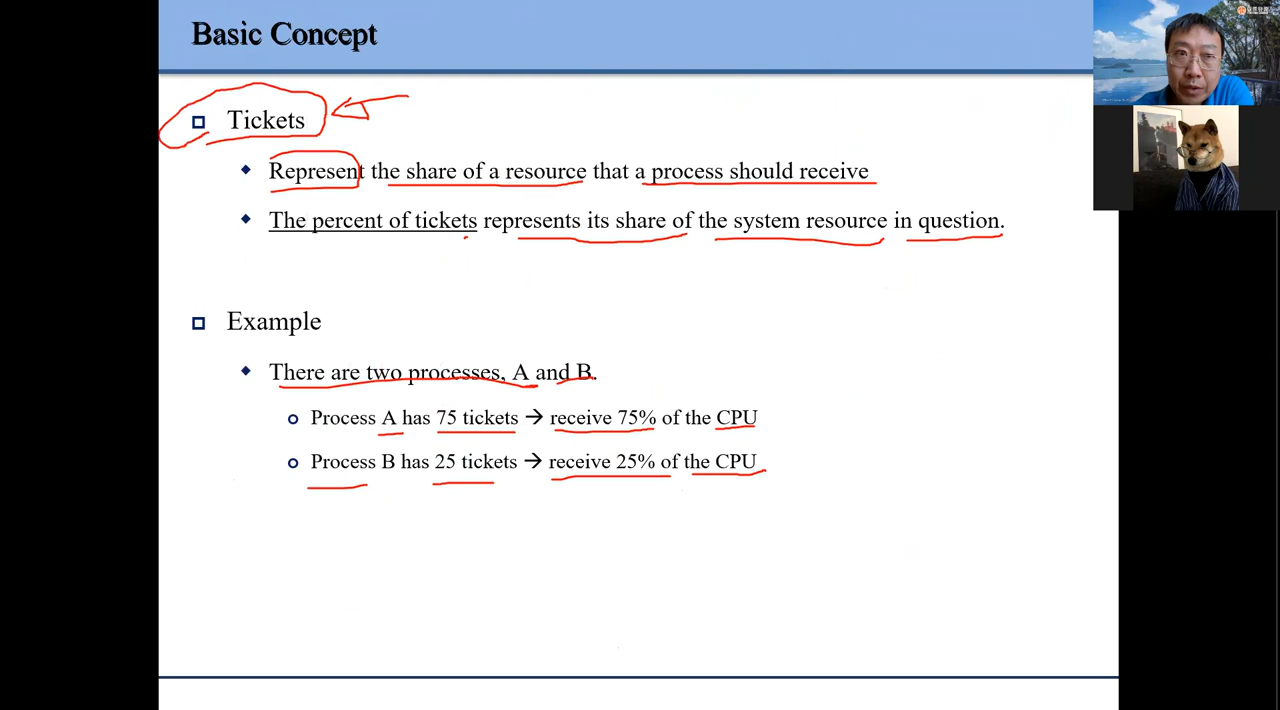 Basic Concept
Tickets
Represent the share of a resource that a process should receive
The percent of tickets represents its share of the system resource in question.
Example
There are two processes, A and B.
Process A has 75 tickets → receive 75% of the CPU
Process B has 25 tickets → receive 25% of the CPU